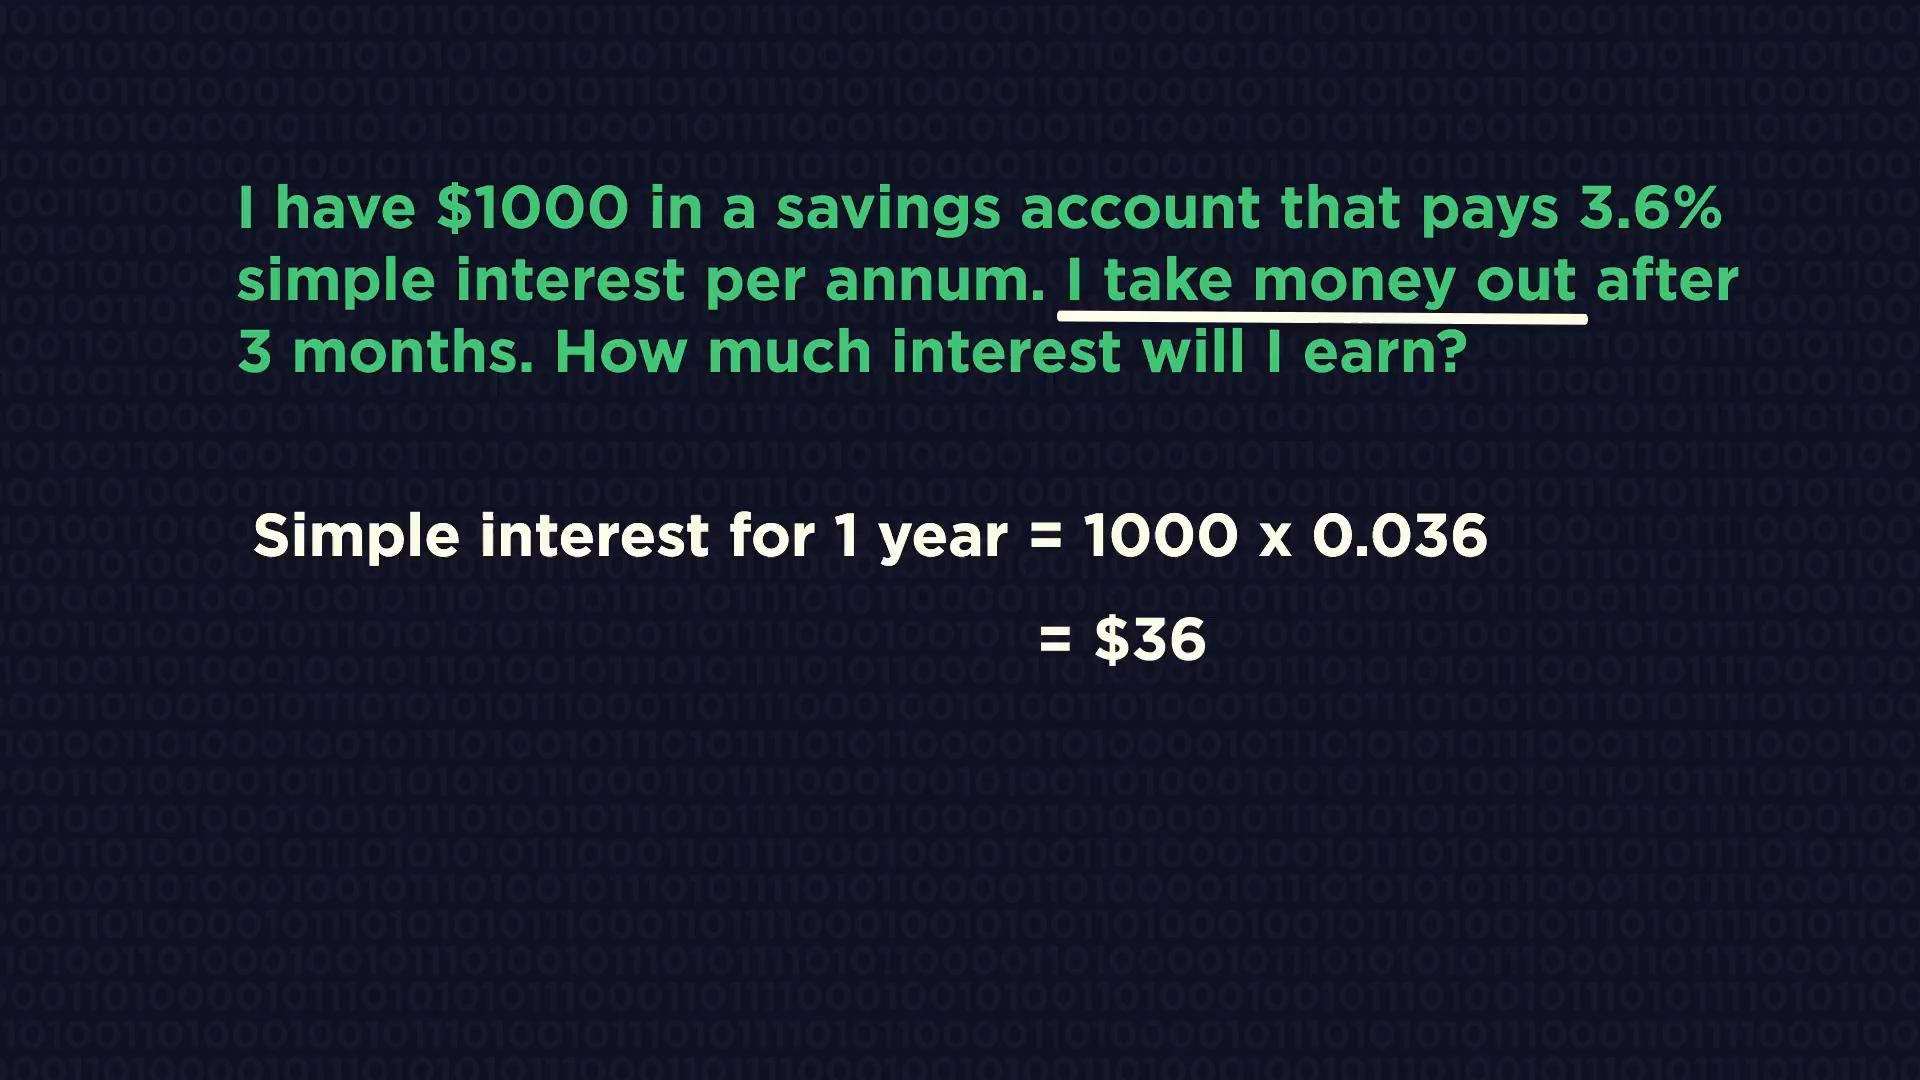 I have $1000 in a savings account that pays 3.6%
simple interest per annum. I take money out after
3 months. How much interest will I earn?
Simple interest for 1 year = 1000 x 0.036
= $36